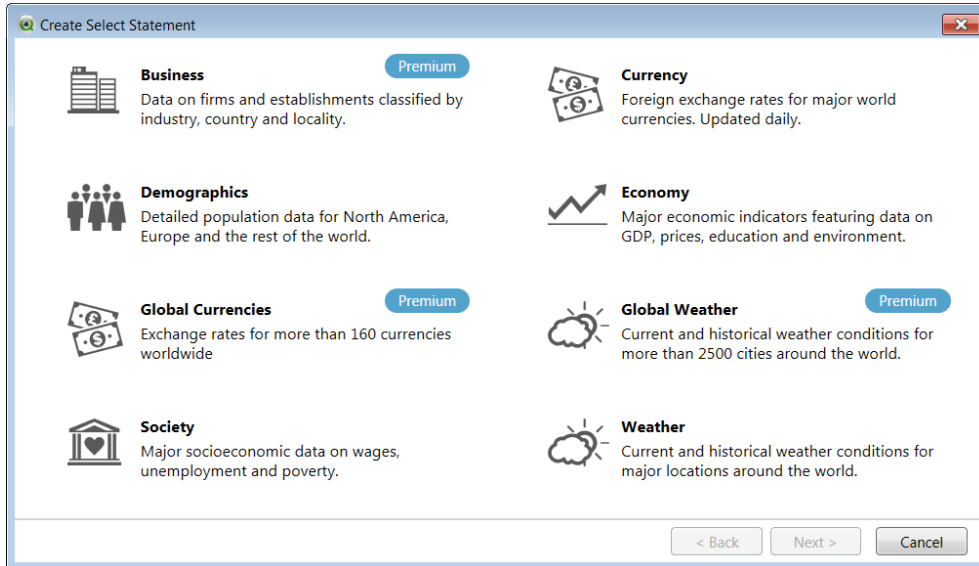 Create Select Statement
Business
Premium
Data on firms and establishments classified by
industry, country and locality.
Currency
Foreign exchange rates for major world
currencies. Updated daily.
Demographics
Detailed population data for North America,
Europe and the rest of the world.
Economy
Major economic indicators featuring data on
GDP, prices, education and environment.
Global Currencies
Premium
Exchange rates for more than 160 currencies
worldwide
Global Weather
Premium
Current and historical weather conditions for
more than 2500 cities around the world.
Society
Major socioeconomic data on wages,
unemployment and poverty.
Weather
Current and historical weather conditions for
major locations around the world.
< Back
Next >
Cancel